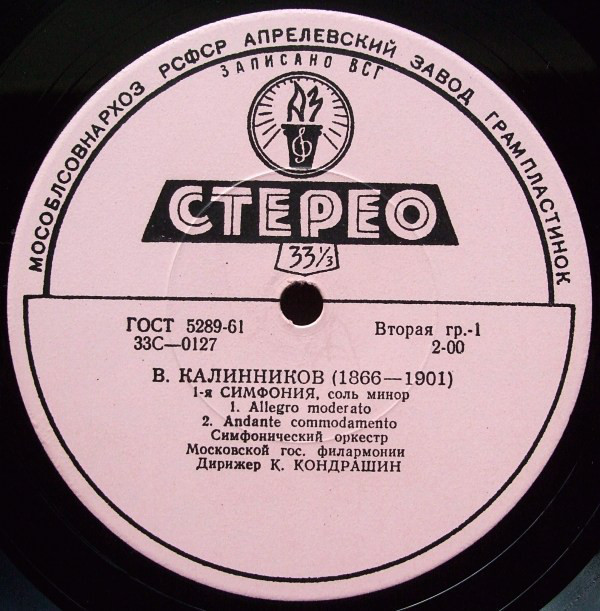 МОСОБЛСОВНАРХОЗ РСФСР АПРЕЛЕВСКИЙ ЗАВОД ГРАМПЛАСТИНОК
ЗАПИСАНО ВСГ
АЗ
СТЕРЕО
33⅓
ГОСТ 5289-61
Вторая гр.-1
33С—0127
2-00
В. КАЛИННИКОВ (1866—1901)
1-я СИМФОНИЯ, соль минор
1. Allegro moderato
2. Andante commodamento
Симфонический оркестр
Московской гос. филармонии
Дирижер К. КОНДРАШИН